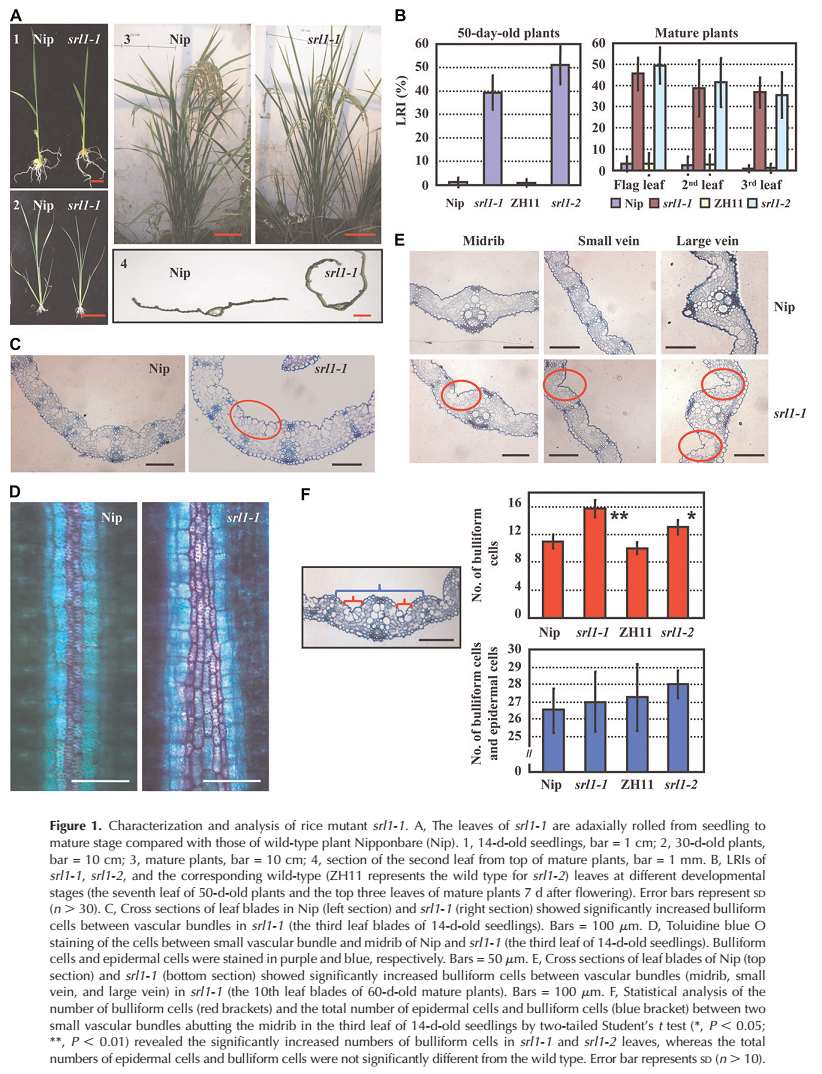 A
1 Nip srl1-1
3 Nip
srl1-1
2 Nip srl1-1
4 Nip srl1-1
B
50-day-old plants
LRI (%)
60
50
40
30
20
10
0
Nip srl1-1 ZH11 srl1-2
Mature plants
60
50
40
30
20
10
0
Flag leaf 2nd leaf 3rd leaf
Nip srl1-1 ZH11 srl1-2
C
Nip srl1-1
E
Midrib Small vein Large vein
Nip
srl1-1
D
Nip srl1-1
F
No. of bulliform
cells
16
12
8
4
0
** *
Nip srl1-1 ZH11 srl1-2
No. of bulliform cells
and epidermal cells
30
29
28
27
26
25
//
0
Nip srl1-1 ZH11 srl1-2
Figure 1. Characterization and analysis of rice mutant srl1-1. A, The leaves of srl1-1 are adaxially rolled from seedling to
mature stage compared with those of wild-type plant Nipponbare (Nip). 1, 14-d-old seedlings, bar = 1 cm; 2, 30-d-old plants,
bar = 10 cm; 3, mature plants, bar = 10 cm; 4, section of the second leaf from top of mature plants, bar = 1 mm. B, LRIs of
srl1-1, srl1-2, and the corresponding wild-type (ZH11 represents the wild type for srl1-2) leaves at different developmental
stages (the seventh leaf of 50-d-old plants and the top three leaves of mature plants 7 d after flowering). Error bars represent SD
(n > 30). C, Cross sections of leaf blades in Nip (left section) and srl1-1 (right section) showed significantly increased bulliform
cells between vascular bundles in srl1-1 (the third leaf blades of 14-d-old seedlings). Bars = 100 μm. D, Toluidine blue O
staining of the cells between small vascular bundle and midrib of Nip and srl1-1 (the third leaf of 14-d-old seedlings). Bulliform
cells and epidermal cells were stained in purple and blue, respectively. Bars = 50 μm. E, Cross sections of leaf blades of Nip (top
section) and srl1-1 (bottom section) showed significantly increased bulliform cells between vascular bundles (midrib, small
vein, and large vein) in srl1-1 (the 10th leaf blades of 60-d-old mature plants). Bars = 100 μm. F, Statistical analysis of the
number of bulliform cells (red brackets) and the total number of epidermal cells and bulliform cells (blue bracket) between two
small vascular bundles abutting the midrib in the third leaf of 14-d-old seedlings by two-tailed Student's t test (*, P < 0.05;
**, P < 0.01) revealed the significantly increased numbers of bulliform cells in srl1-1 and srl1-2 leaves, whereas the total
numbers of epidermal cells and bulliform cells were not significantly different from the wild type. Error bar represents SD (n > 10).